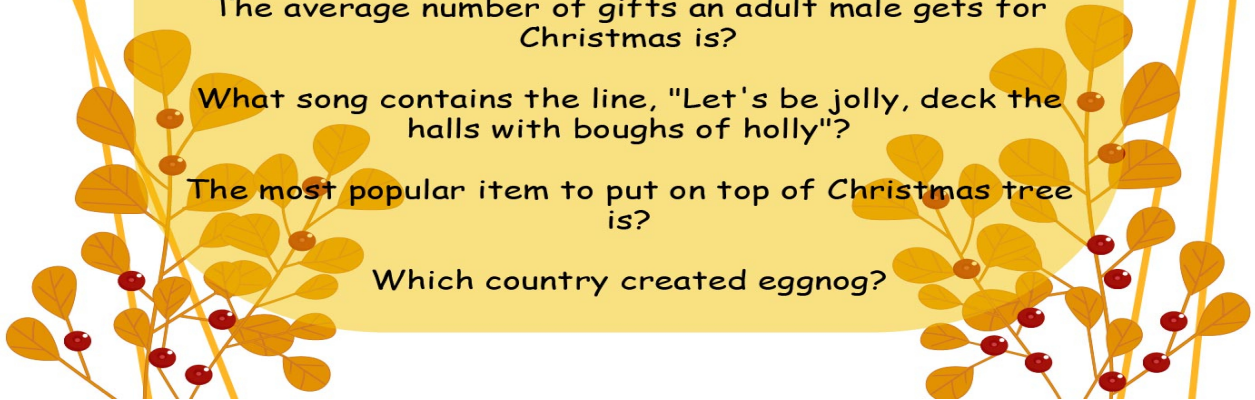 The average number of gifts an adult male gets for
Christmas is?
What song contains the line, "Let's be jolly, deck the
halls with boughs of holly"?
The most popular item to put on top of Christmas tree
is?
Which country created eggnog?